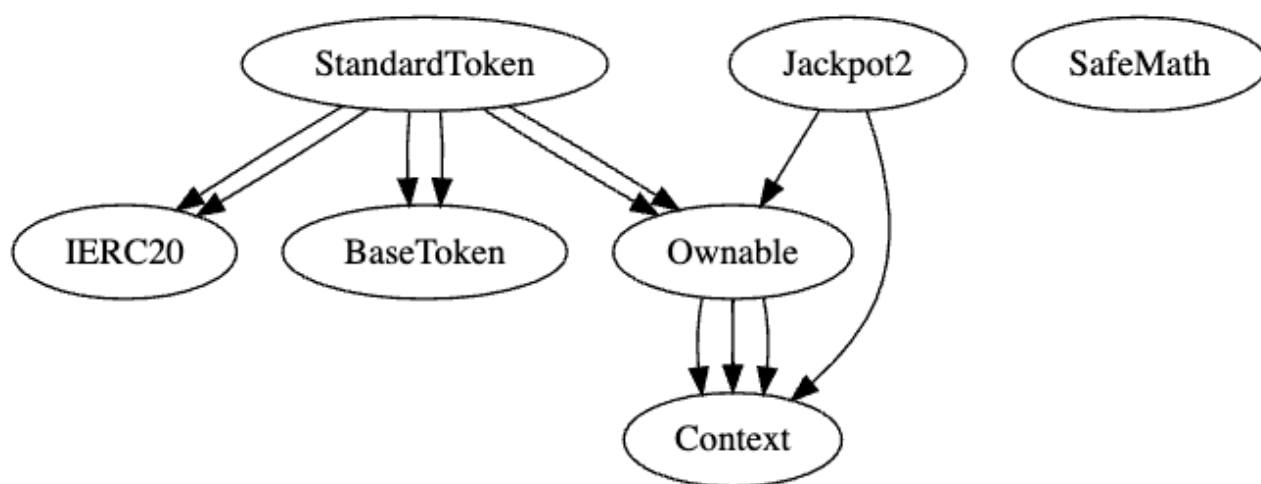 StandardToken
Jackpot2
SafeMath
IERC20
BaseToken
Ownable
Context